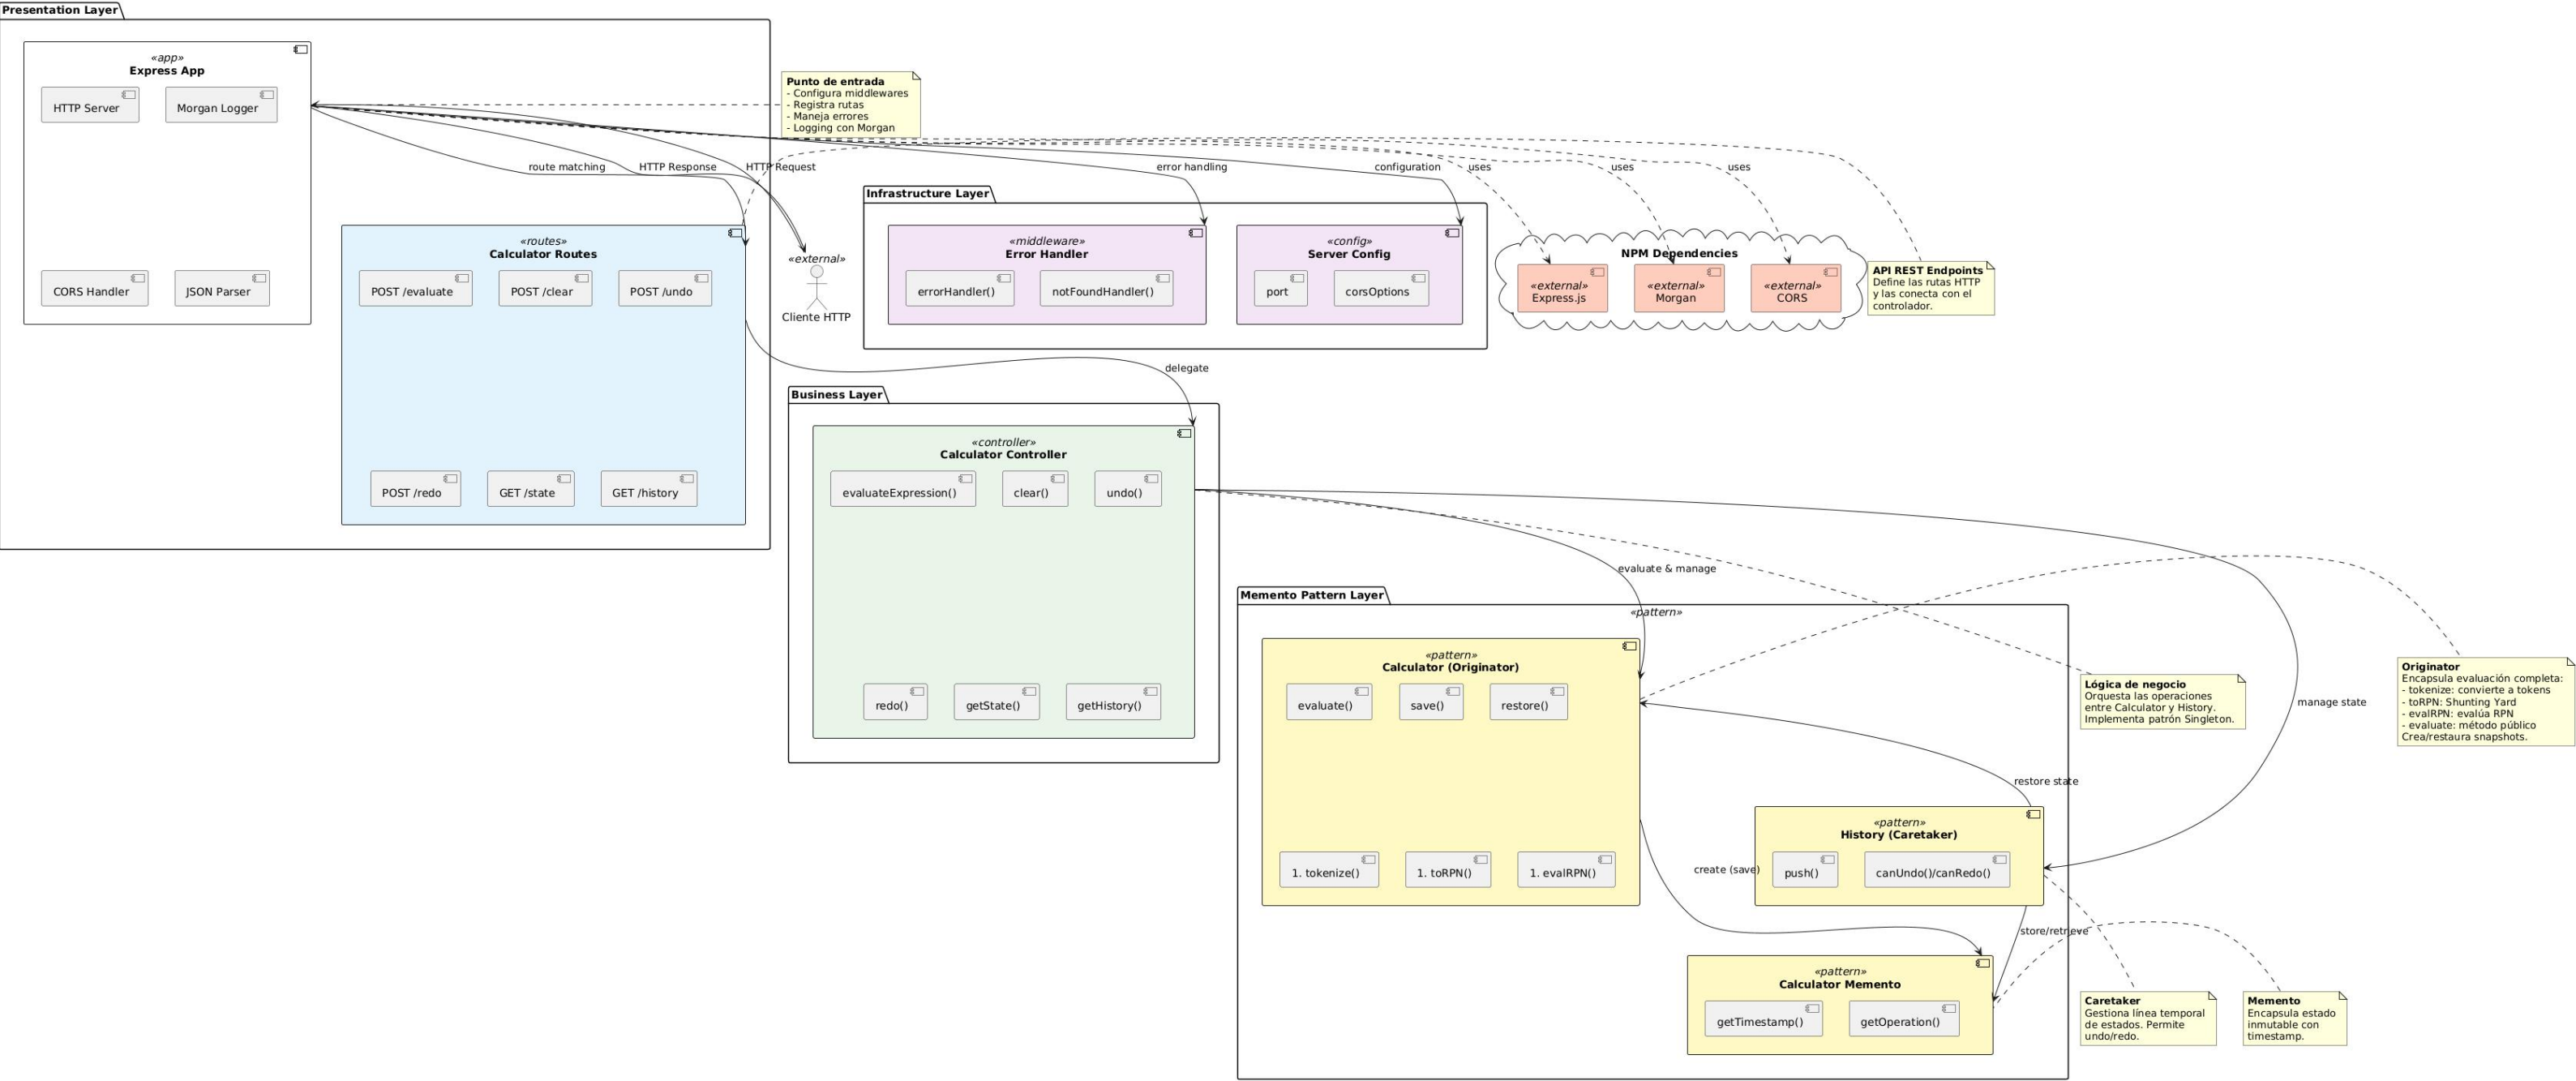 Presentation Layer
«app»
Express App
HTTP Server
Morgan Logger
CORS Handler
JSON Parser
Punto de entrada
- Configura middlewares
- Registra rutas
- Maneja errores
- Logging con Morgan
route matching
HTTP Response
HTTP Request
error handling
configuration
uses
uses
uses
«routes»
Calculator Routes
POST /evaluate
POST /clear
POST /undo
POST /redo
GET /state
GET /history
«external»
Cliente HTTP
Infrastructure Layer
«middleware»
Error Handler
errorHandler()
notFoundHandler()
«config»
Server Config
port
corsOptions
NPM Dependencies
«external»
Express.js
«external»
Morgan
«external»
CORS
API REST Endpoints
Define las rutas HTTP
y las conecta con el
controlador.
delegate
Business Layer
«controller»
Calculator Controller
evaluateExpression()
clear()
undo()
redo()
getState()
getHistory()
evaluate & manage
Memento Pattern Layer
«pattern»
«pattern»
Calculator (Originator)
evaluate()
save()
restore()
1. tokenize()
1. toRPN()
1. evalRPN()
Lógica de negocio
Orquesta las operaciones
entre Calculator y History.
Implementa patrón Singleton.
manage state
Originator
Encapsula evaluación completa:
- tokenize: convierte a tokens
- toRPN: Shunting Yard
- evalRPN: evalúa RPN
- evaluate: método público
Crea/restaura snapshots.
restore state
«pattern»
History (Caretaker)
push()
canUndo()/canRedo()
create (save)
store/retrieve
«pattern»
Calculator Memento
getTimestamp()
getOperation()
Caretaker
Gestiona línea temporal
de estados. Permite
undo/redo.
Memento
Encapsula estado
inmutable con
timestamp.